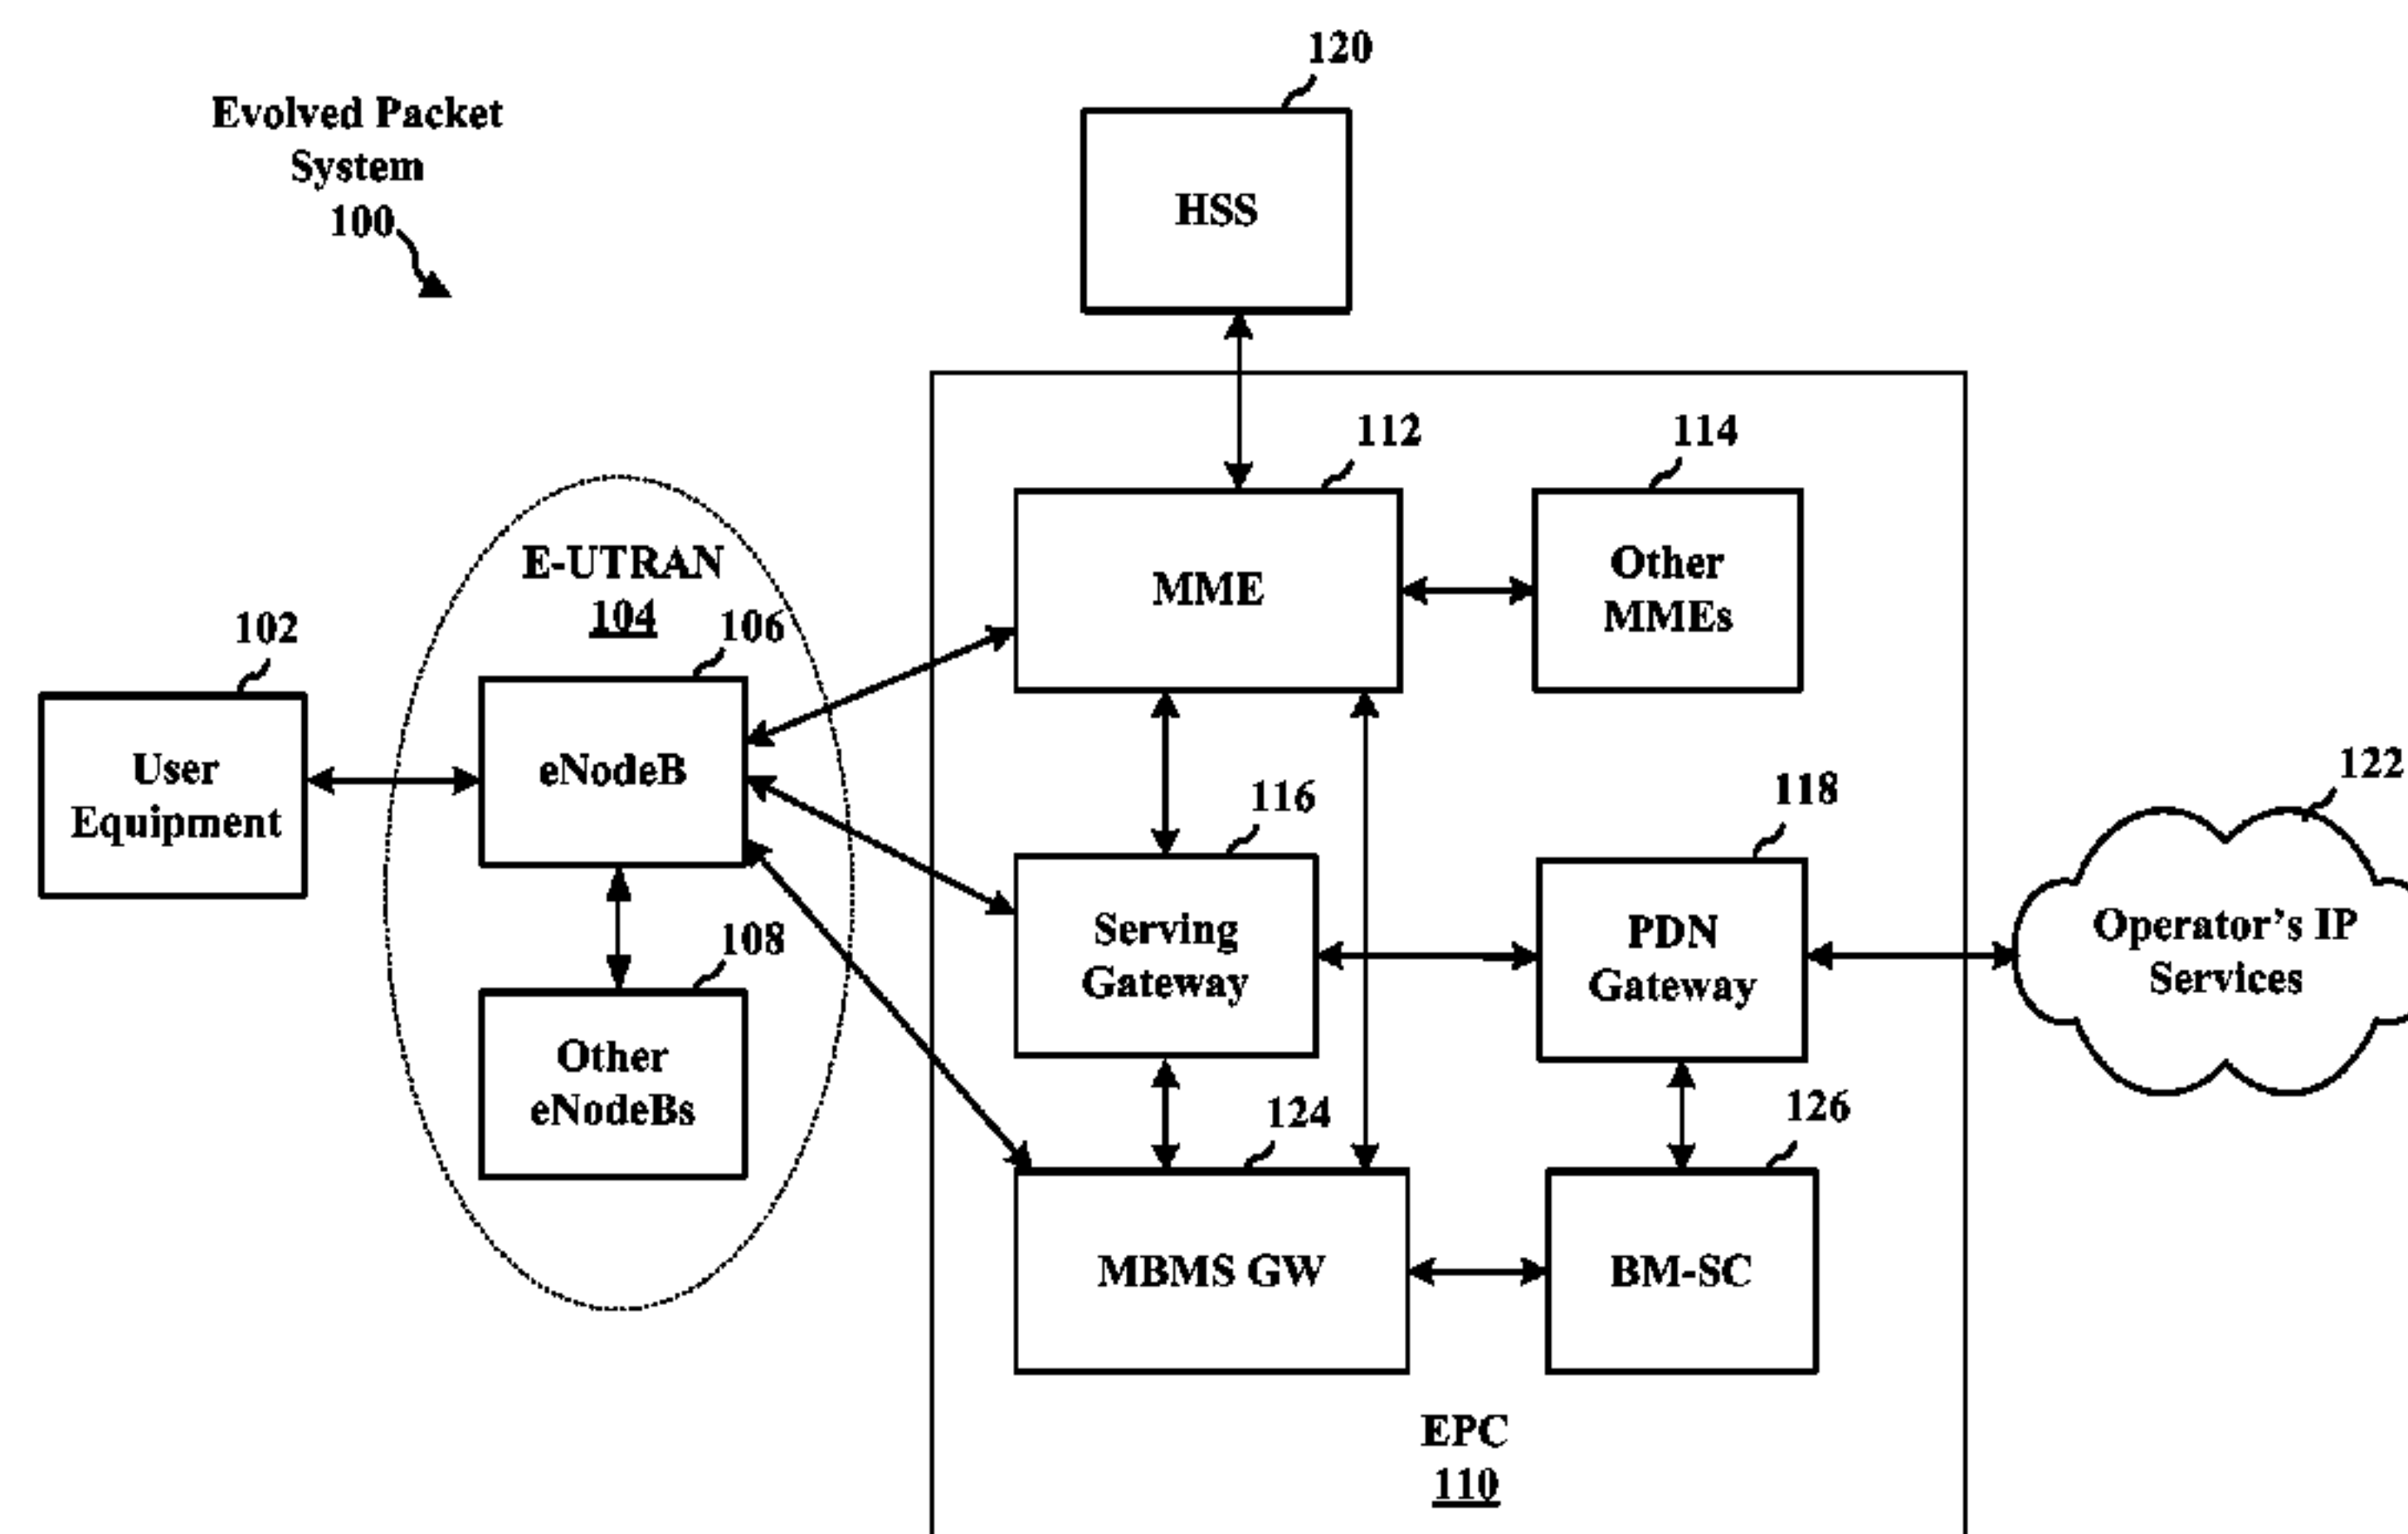 Evolved Packet
System
100
120
HSS
112
114
MME
Other
MMEs
E-UTRAN
104
106
102
User
Equipment
eNodeB
108
Other
eNodeBs
116
118
122
Serving
Gateway
PDN
Gateway
Operator's IP
Services
124
126
MBMS GW
BM-SC
EPC
110